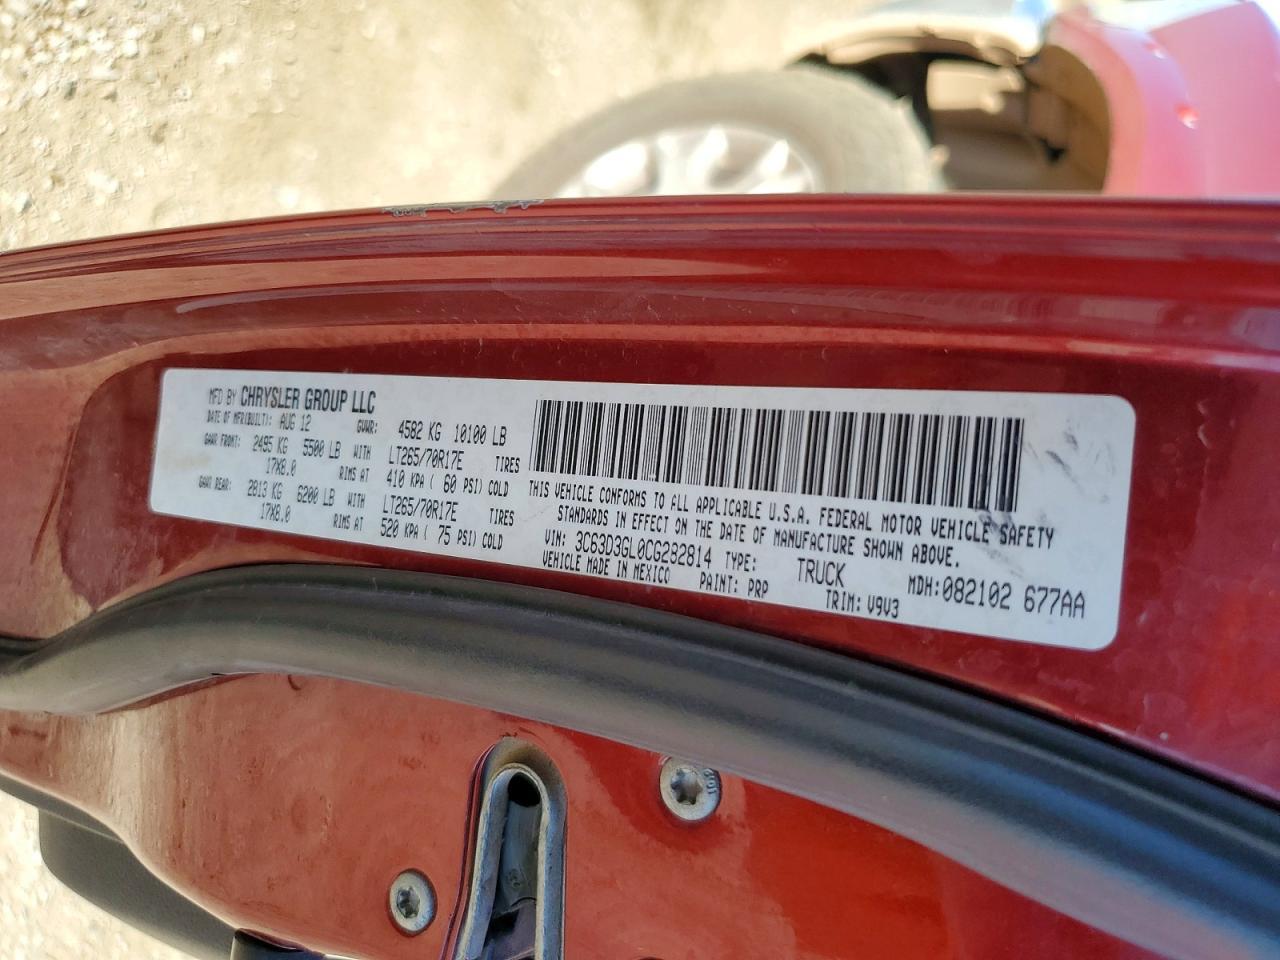 MFD BY CHRYSLER GROUP LLC
DATE OF MFR(BUILT): AUG 12 GVWR: 4582 KG 10100 LB
GAWR FRONT: 2495 KG 5500 LB WITH LT265/70R17E TIRES
17X8.0 RIMS AT 410 KPA ( 60 PSI) COLD
GAWR REAR: 2813 KG 6200 LB WITH LT265/70R17E TIRES
17X8.0 RIMS AT 520 KPA ( 75 PSI) COLD
THIS VEHICLE CONFORMS TO ALL APPLICABLE U.S.A. FEDERAL MOTOR VEHICLE SAFETY
STANDARDS IN EFFECT ON THE DATE OF MANUFACTURE SHOWN ABOVE.
VIN: 3C63D3GL0CG282814 TYPE: TRUCK MDH: 082102 677AA
VEHICLE MADE IN MEXICO PAINT: PRP TRIM: V9V3